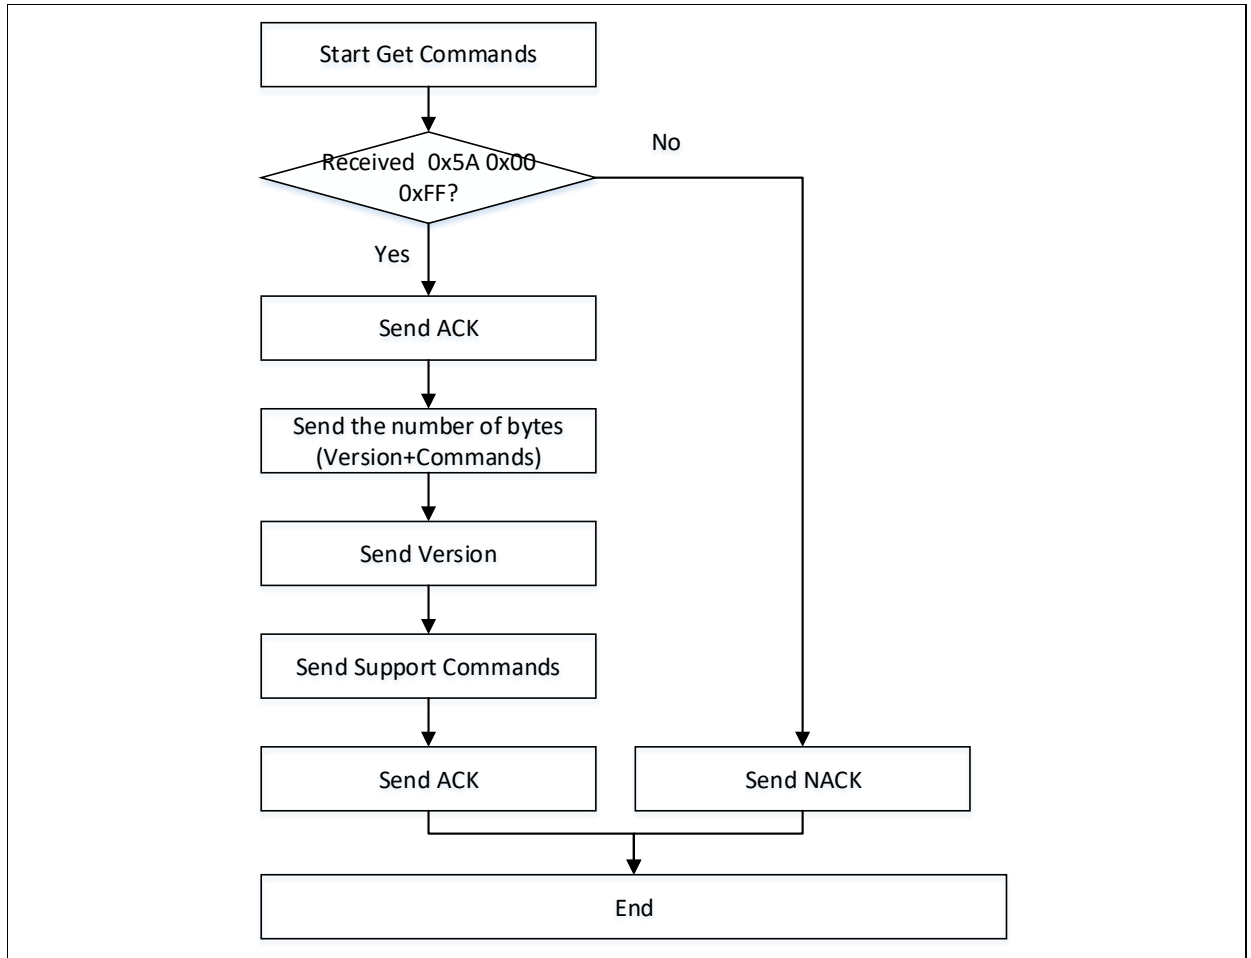 Start Get Commands
No
Received  0x5A 0x00
0xFF?
Yes
Send ACK
Send the number of bytes
(Version+Commands)
Send Version
Send Support Commands
Send ACK
Send NACK
End